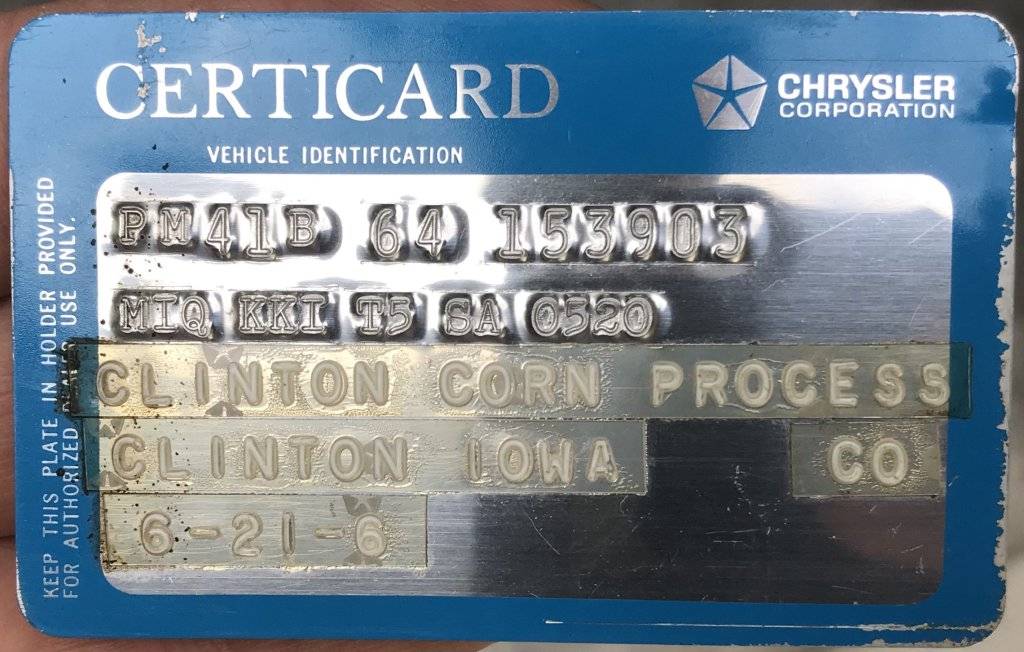 CERTICARD
CHRYSLER
CORPORATION
VEHICLE IDENTIFICATION
PM41B 64 153903
MIQ KKI T5 SA 0520
CLINTON CORN PROCESS
CLINTON IOWA CO
6-21-6
KEEP THIS PLATE IN HOLDER PROVIDED
FOR AUTHORIZED USE ONLY.